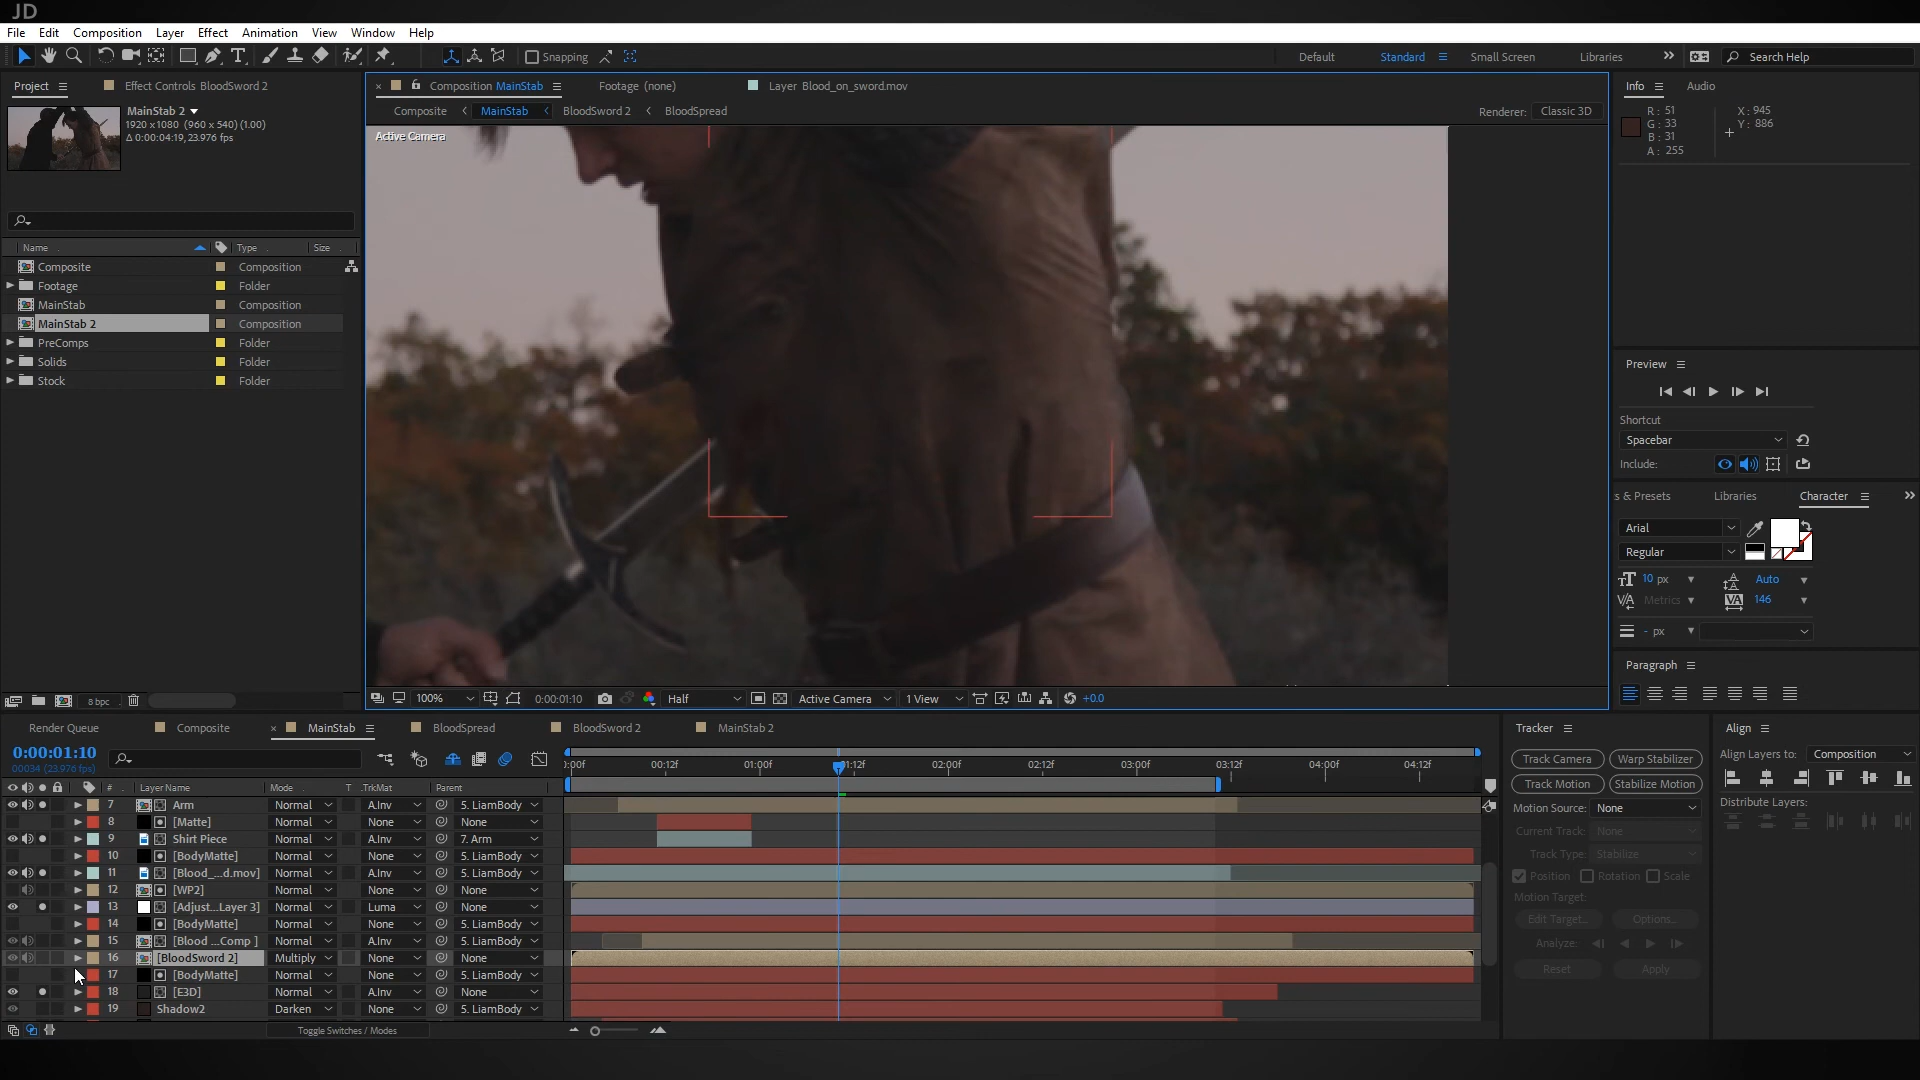 JD
File Edit Composition Layer Effect Animation View Window Help
Snapping Default Standard Small Screen Libraries Search Help
Project Effect Controls BloodSword 2
MainStab 2
1920 x1080 (960 x 540) (1.00)
Δ 0:00:04:19, 23.976 fps
Name Type Size
Composite Composition
Footage Folder
MainStab Composition
MainStab 2 Composition
PreComps Folder
Solids Folder
Stock Folder
8 bpc
Composition MainStab Footage (none) Layer Blood_on_sword.mov
Composite MainStab BloodSword 2 BloodSpread Renderer: Classic 3D
Active Camera
100% 0:00:01:10 Half Active Camera 1 View +0.0
Info Audio
R: 51 X: 945
G: 33 Y: 886
B: 31
A: 255
Preview
Shortcut
Spacebar
Include:
s & Presets Libraries Character
Arial
Regular
10 px Auto
Metrics 146
- px
Paragraph
Render Queue Composite MainStab BloodSpread BloodSword 2 MainStab 2
0:00:01:10
00034 (23.976 fps)
# Layer Name Mode T .TrkMat Parent
:00f 00:12f 01:00f 01:12f 02:00f 02:12f 03:00f 03:12f 04:00f 04:12f
7 Arm Normal A.Inv 5. LiamBody
8 [Matte] Normal None None
9 Shirt Piece Normal A.Inv 7. Arm
10 [BodyMatte] Normal None 5. LiamBody
11 [Blood_...d.mov] Normal A.Inv 5. LiamBody
12 [WP2] Normal None None
13 [Adjust...Layer 3] Normal Luma None
14 [BodyMatte] Normal None 5. LiamBody
15 [Blood ...Comp ] Normal A.Inv 5. LiamBody
16 [BloodSword 2] Multiply None None
17 [BodyMatte] Normal None 5. LiamBody
18 [E3D] Normal A.Inv None
19 Shadow2 Darken None 5. LiamBody
Toggle Switches / Modes
Tracker
Track Camera Warp Stabilizer
Track Motion Stabilize Motion
Motion Source: None
Current Track: None
Track Type: Stabilize
Position Rotation Scale
Motion Target:
Edit Target... Options...
Analyze:
Reset Apply
Align
Align Layers to: Composition
Distribute Layers: